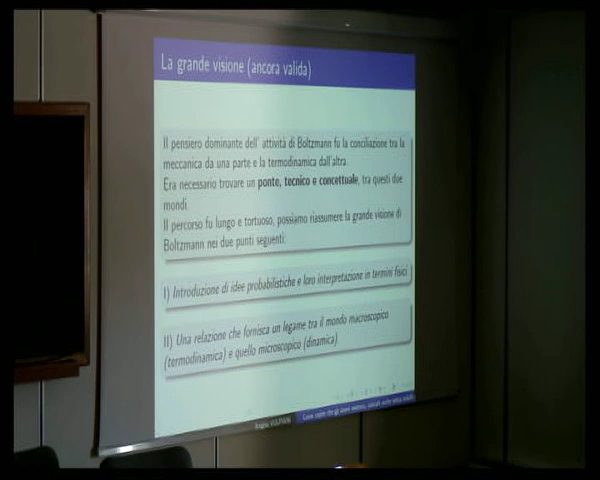 La grande visione (ancora valida)
Il pensiero dominante dell' attività di Boltzmann fu la conciliazione tra la
meccanica da una parte e la termodinamica dall'altra.
Era necessario trovare un ponte, tecnico e concettuale, tra questi due
mondi.
Il percorso fu lungo e tortuoso, possiamo riassumere la grande visione di
Boltzmann nei due punti seguenti:
I) Introduzione di idee probabilistiche e loro interpretazione in termini fisici
II) Una relazione che fornisca un legame tra il mondo macroscopico
(termodinamica) e quello microscopico (dinamica)
Angelo VULPIANI